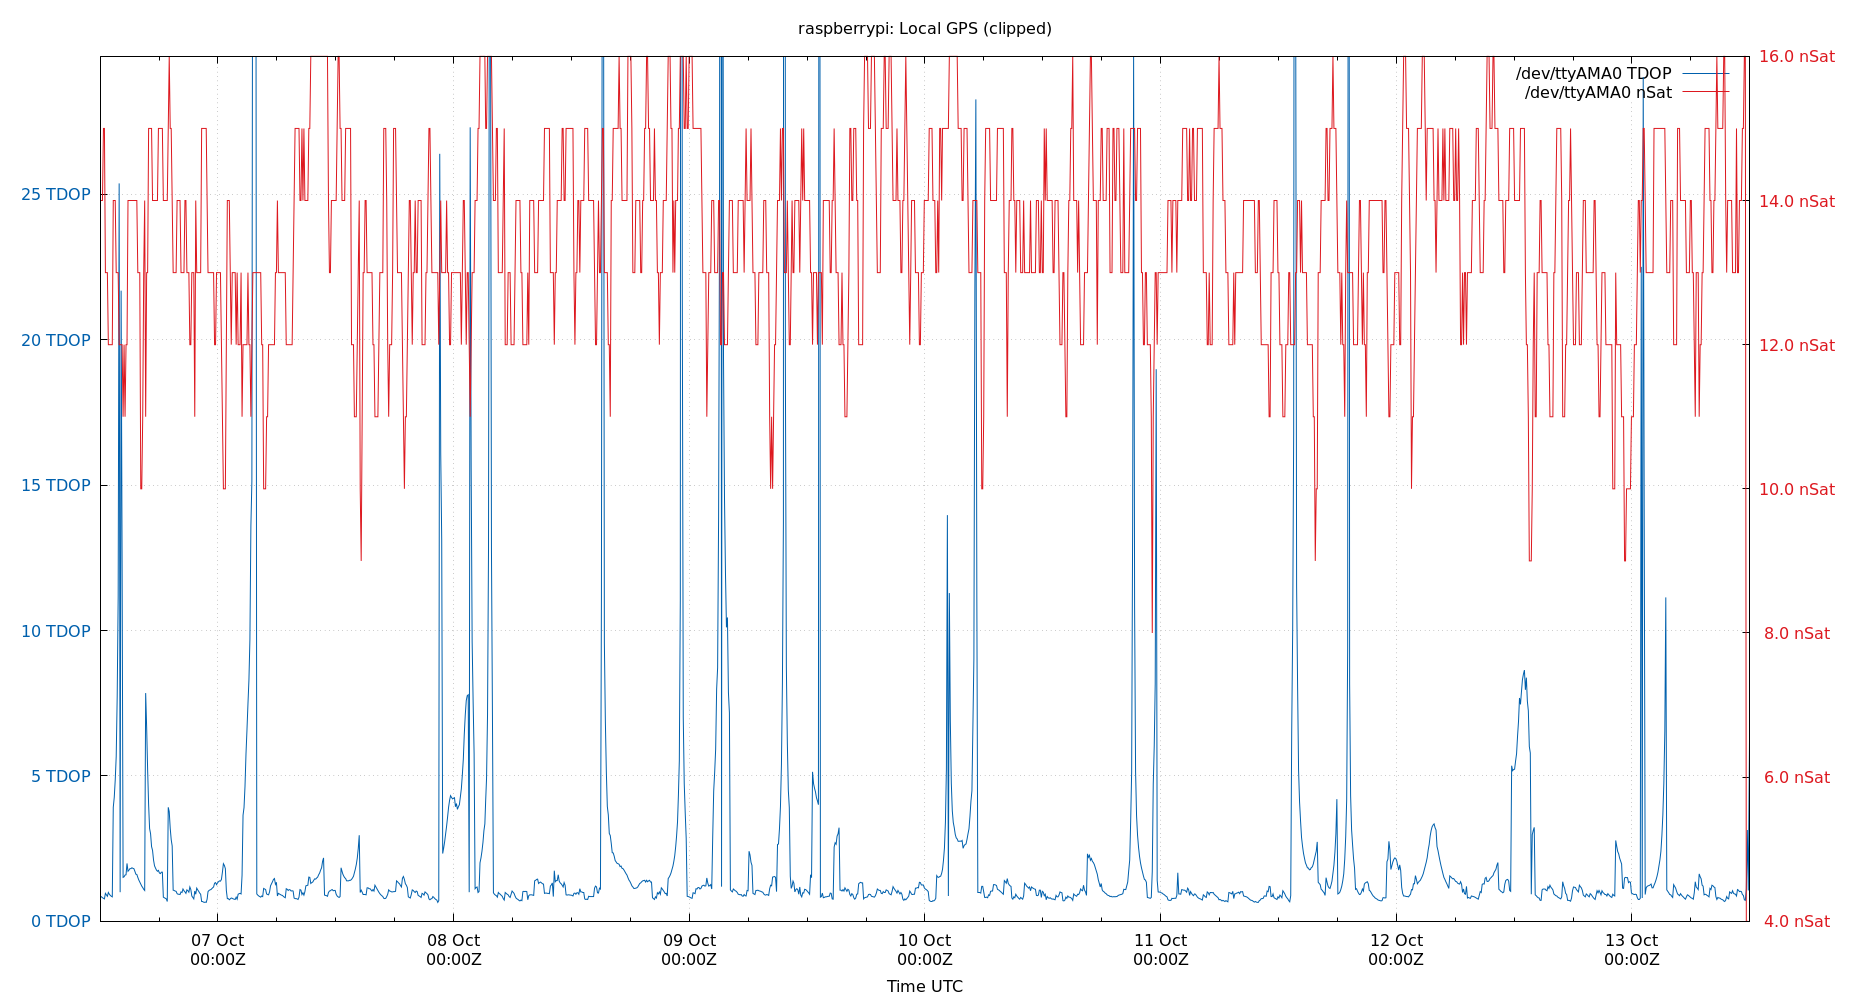 raspberrypi: Local GPS (clipped)
16.0 nSat
/dev/ttyAMA0 TDOP
/dev/ttyAMA0 nSat
25 TDOP
14.0 nSat
20 TDOP
12.0 nSat
15 TDOP
10.0 nSat
10 TDOP
8.0 nSat
5 TDOP
6.0 nSat
0 TDOP
4.0 nSat
07 Oct 08 Oct 09 Oct 10 Oct 11 Oct 12 Oct 13 Oct
00:00Z 00:00Z 00:00Z 00:00Z 00:00Z 00:00Z 00:00Z
Time UTC